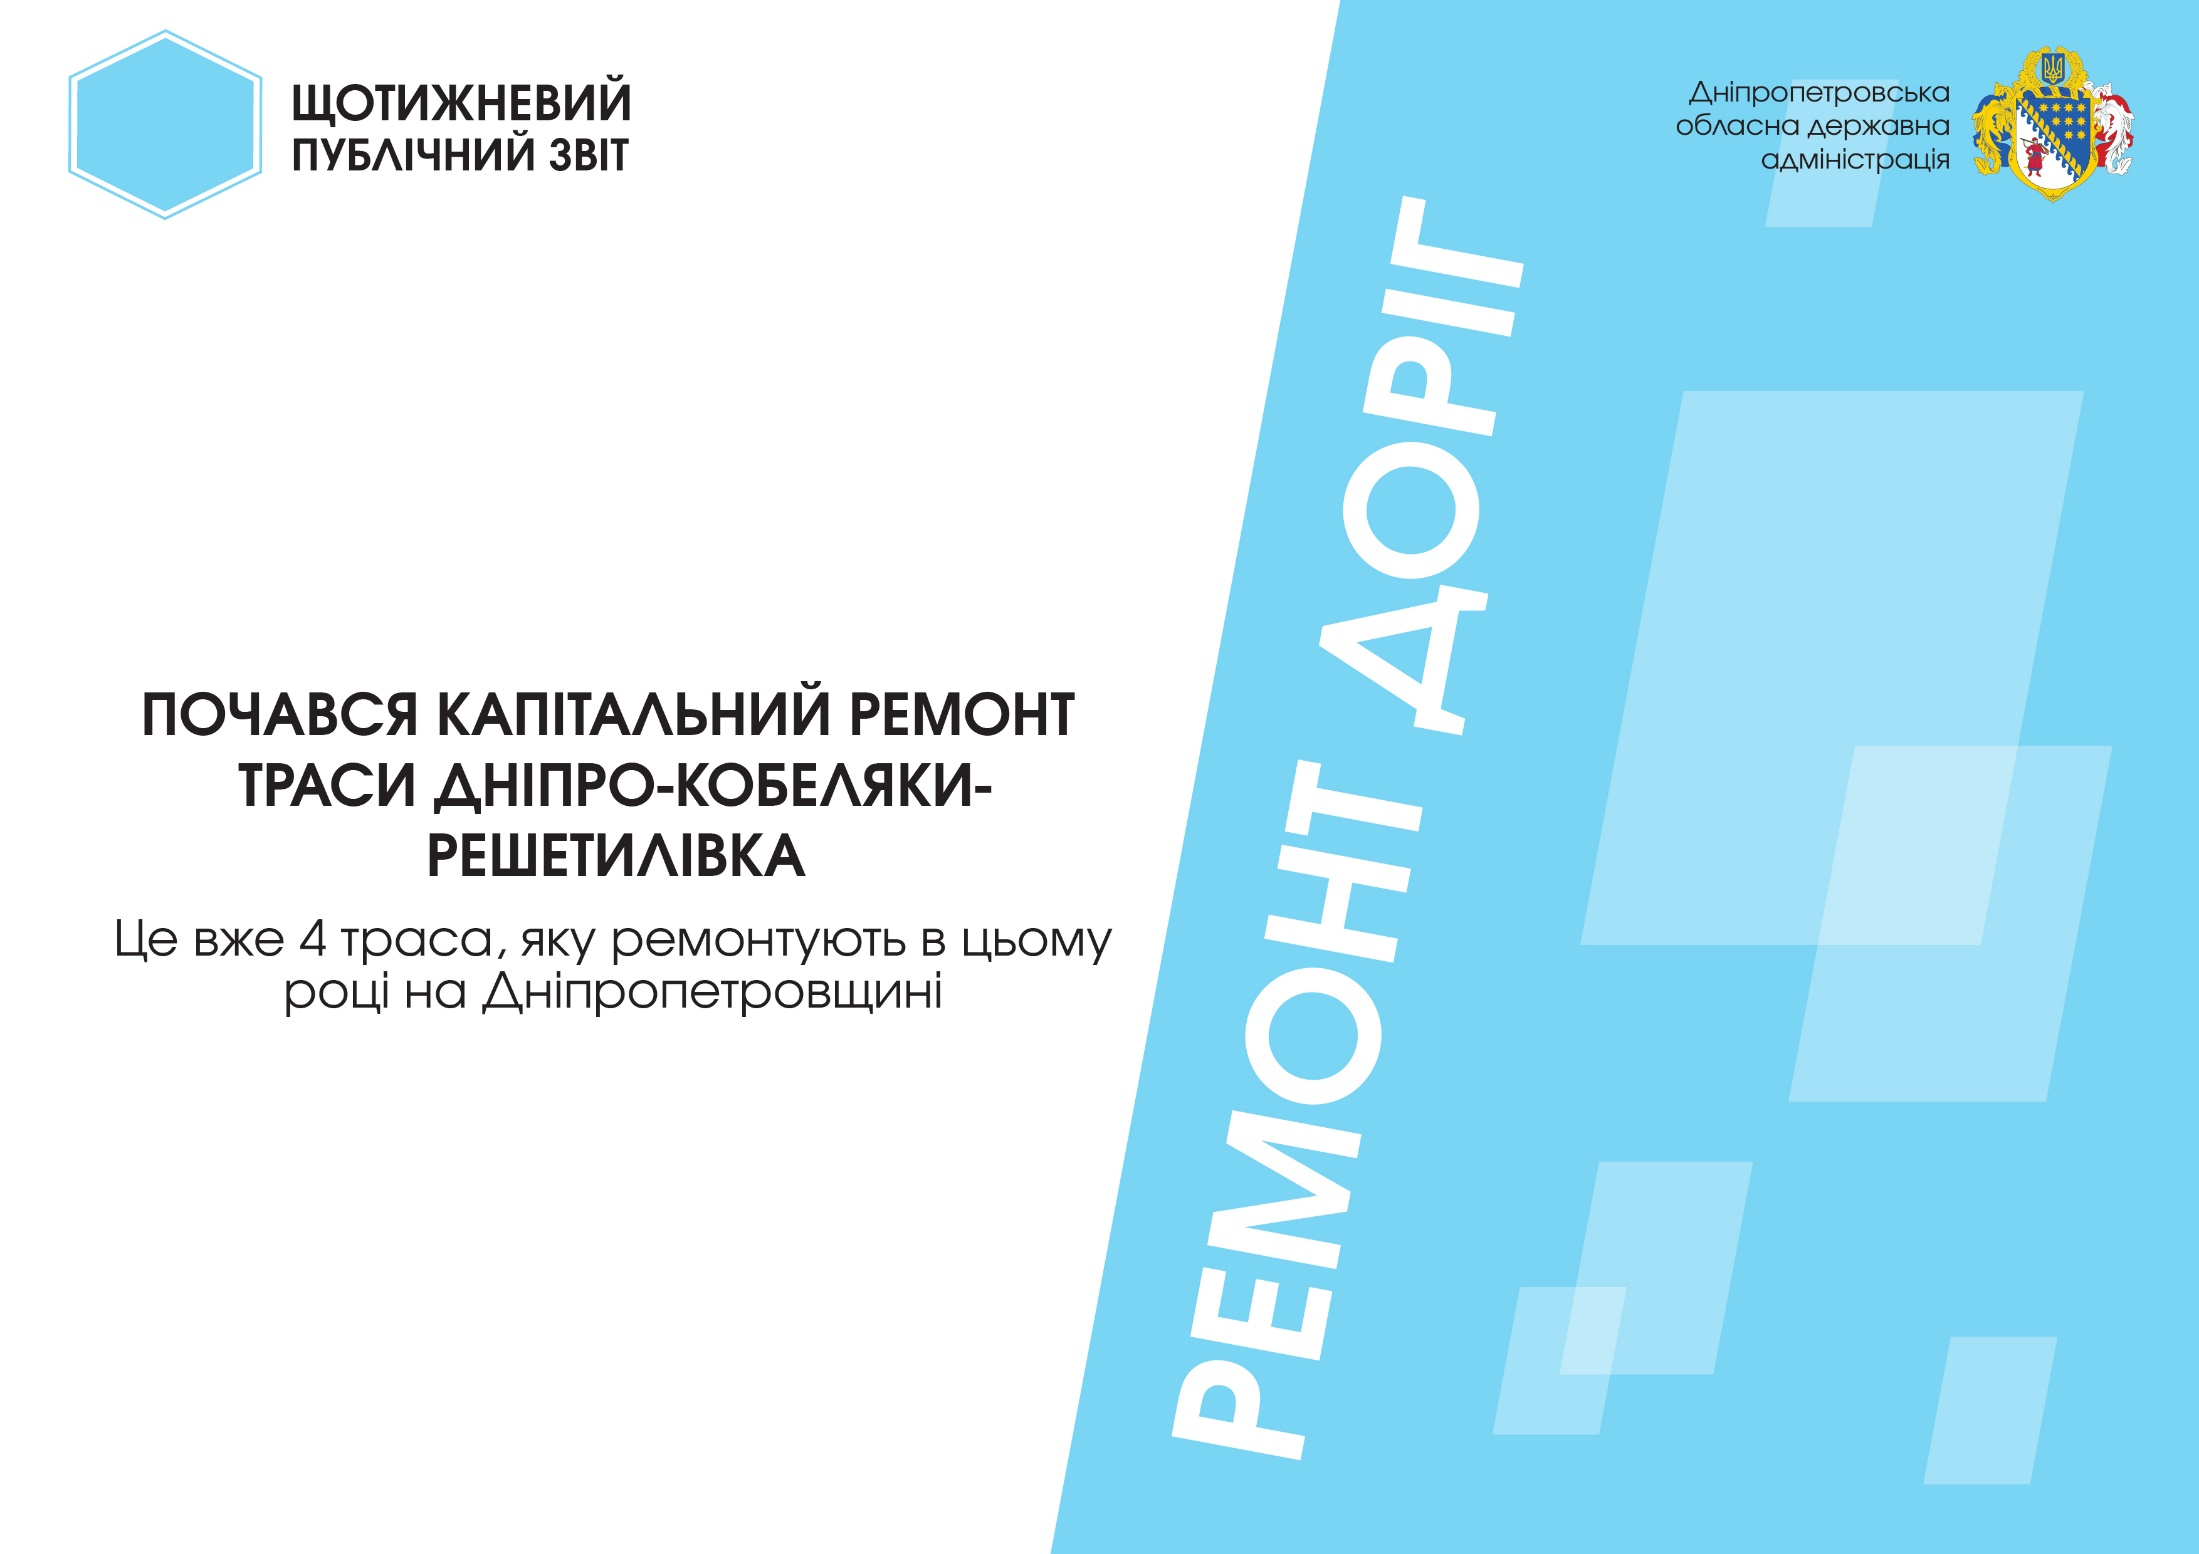 ЩОТИЖНЕВИЙ
ПУБЛІЧНИЙ ЗВІТ
Дніпропетровська
обласна державна
адміністрація
РЕМОНТ ДОРІГ
ПОЧАВСЯ КАПІТАЛЬНИЙ РЕМОНТ
ТРАСИ ДНІПРО-КОБЕЛЯКИ-
РЕШЕТИЛІВКА
Це вже 4 траса, яку ремонтують в цьому
році на Дніпропетровщині